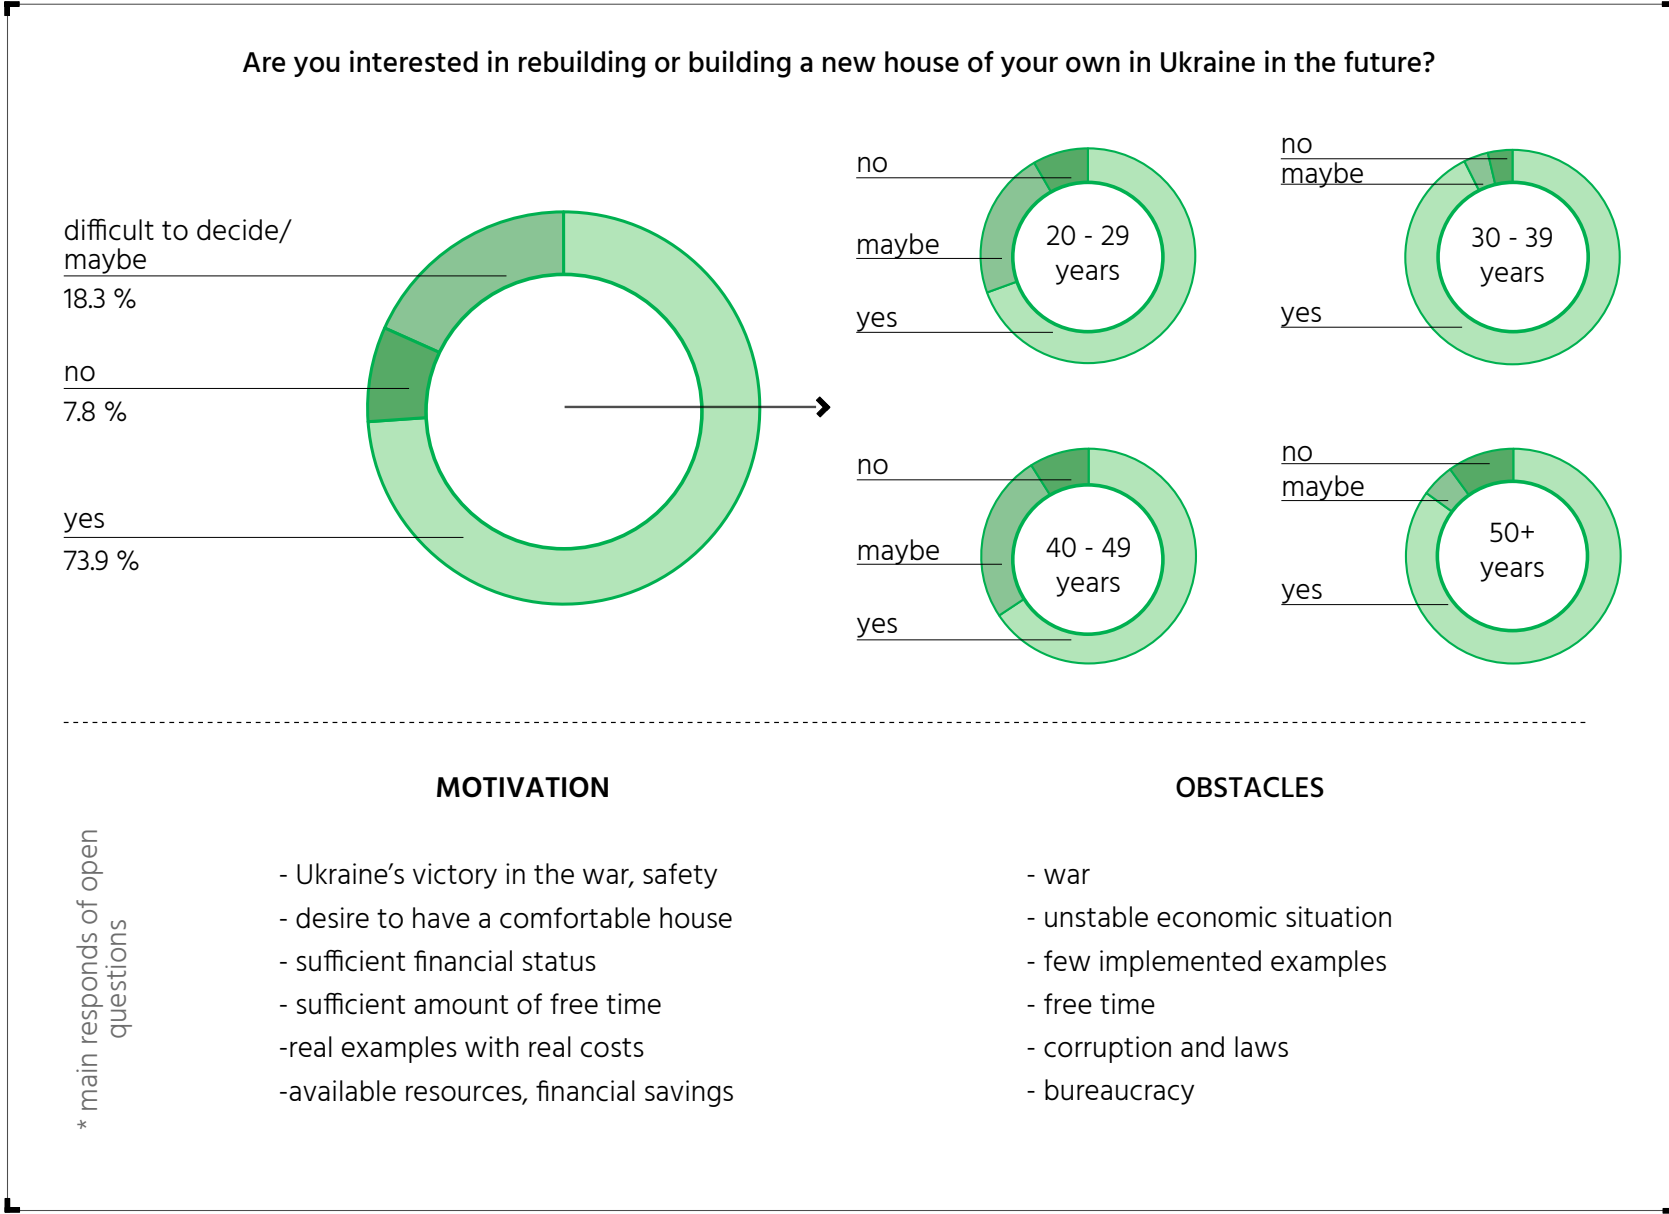 Are you interested in rebuilding or building a new house of your own in Ukraine in the future?
difficult to decide/
maybe
18.3 %
no
7.8 %
yes
73.9 %
no
maybe
yes
20 - 29
years
no
maybe
yes
30 - 39
years
no
maybe
yes
40 - 49
years
no
maybe
yes
50+
years
MOTIVATION
- Ukraine’s victory in the war, safety
- desire to have a comfortable house
- sufficient financial status
- sufficient amount of free time
-real examples with real costs
-available resources, financial savings
OBSTACLES
- war
- unstable economic situation
- few implemented examples
- free time
- corruption and laws
- bureaucracy
* main responds of open
questions